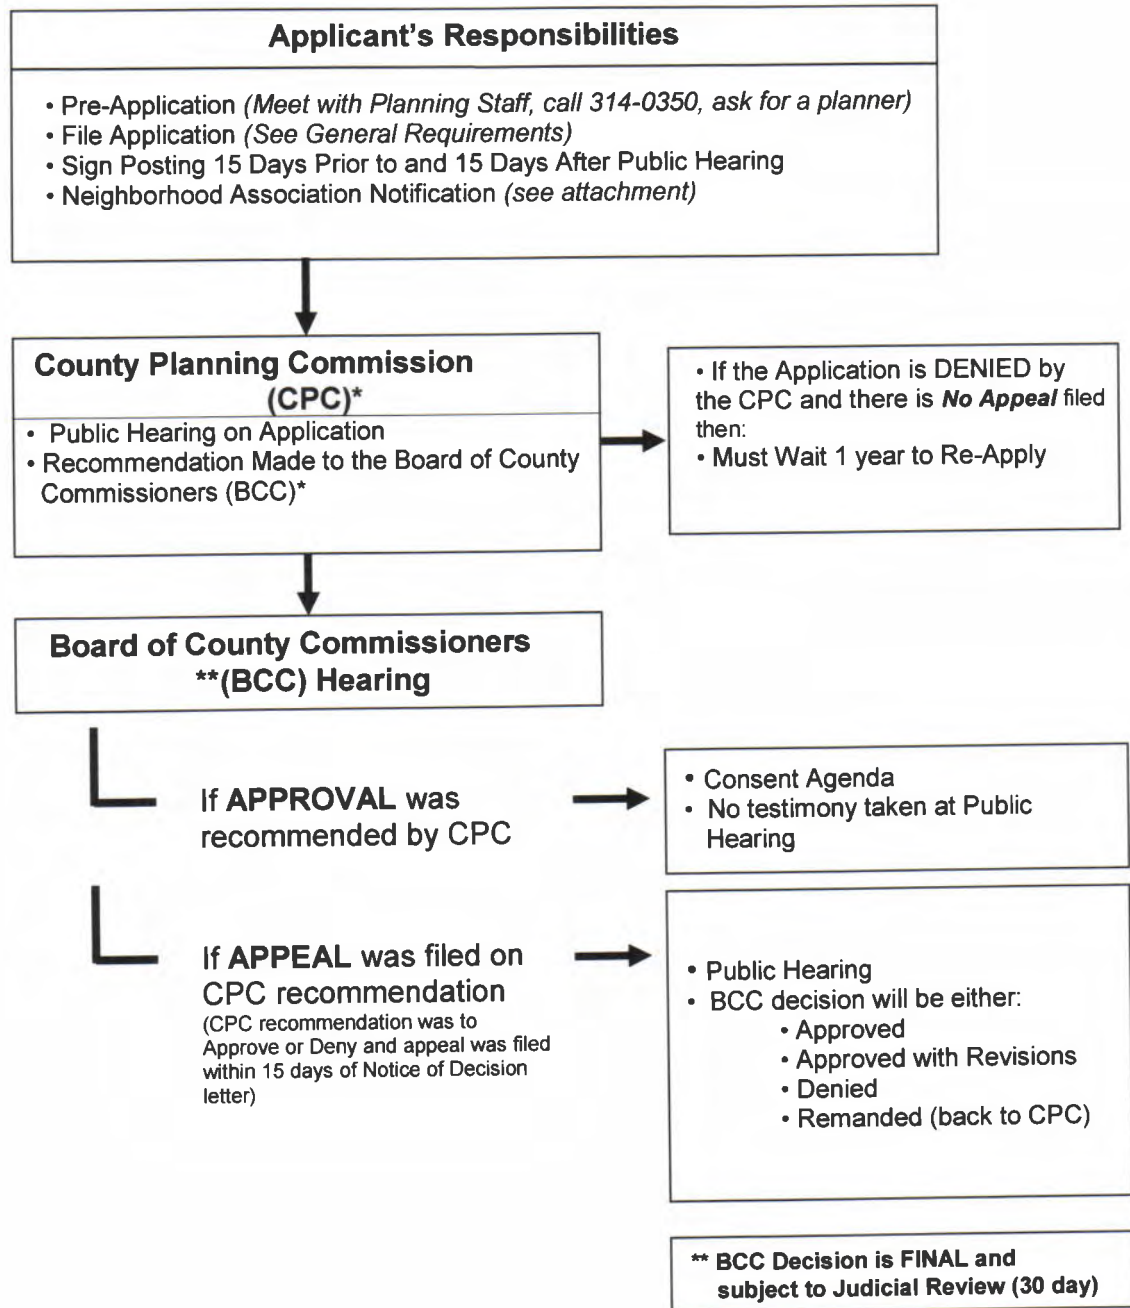 Applicant's Responsibilities
• Pre-Application (Meet with Planning Staff, call 314-0350, ask for a planner)
• File Application (See General Requirements)
• Sign Posting 15 Days Prior to and 15 Days After Public Hearing
• Neighborhood Association Notification (see attachment)
County Planning Commission
(CPC)*
• Public Hearing on Application
• Recommendation Made to the Board of County
Commissioners (BCC)*
• If the Application is DENIED by
the CPC and there is No Appeal filed
then:
• Must Wait 1 year to Re-Apply
Board of County Commissioners
**(BCC) Hearing
If APPROVAL was
recommended by CPC
• Consent Agenda
• No testimony taken at Public
Hearing
If APPEAL was filed on
CPC recommendation
(CPC recommendation was to
Approve or Deny and appeal was filed
within 15 days of Notice of Decision
letter)
• Public Hearing
• BCC decision will be either:
• Approved
• Approved with Revisions
• Denied
• Remanded (back to CPC)
** BCC Decision is FINAL and
subject to Judicial Review (30 day)